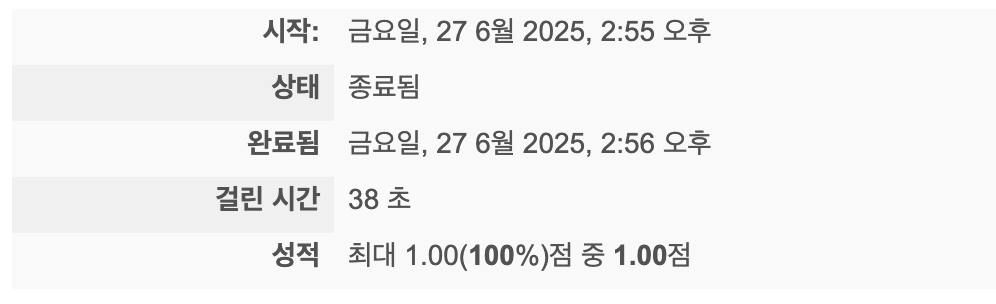 시작: 금요일, 27 6월 2025, 2:55 오후
상태 종료됨
완료됨 금요일, 27 6월 2025, 2:56 오후
걸린 시간 38 초
성적 최대 1.00(100%)점 중 1.00점